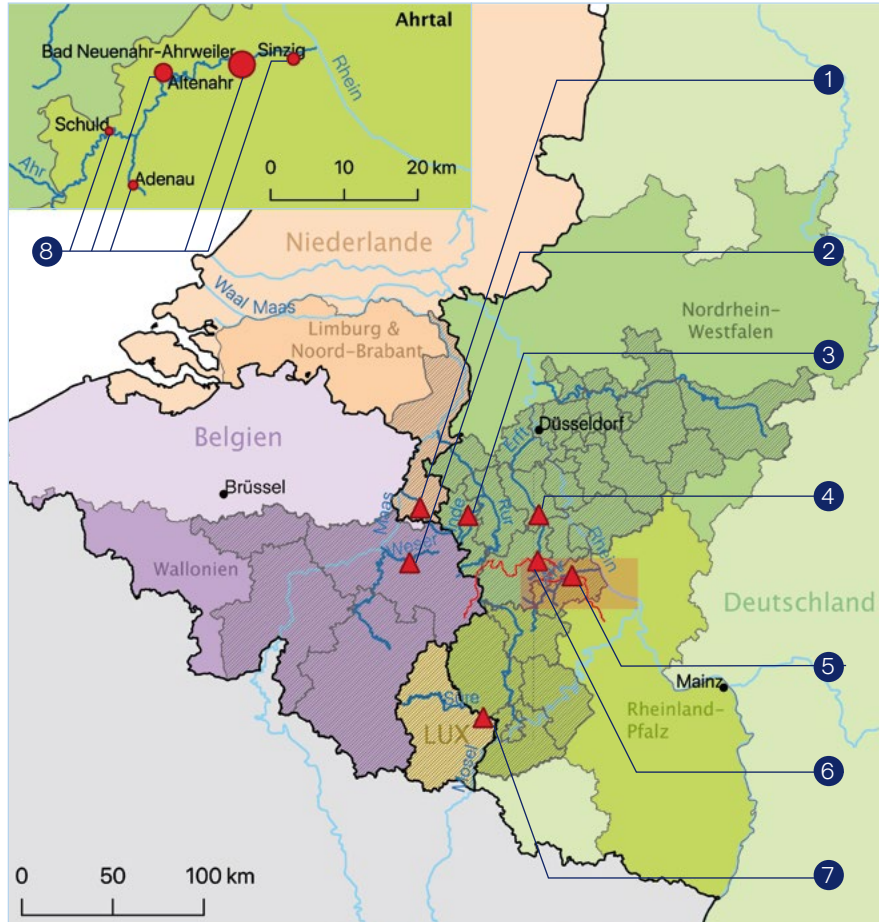 Ahrtal
Bad Neuenahr-Ahrweiler
Sinzig
Altenahr
Rhein
Schuld
Adenau
Ahr
0 10 20 km
8
1
2
3
4
5
6
7
Niederlande
Waal Maas
Limburg &
Noord-Brabant
Nordrhein-
Westfalen
Belgien
Düsseldorf
Erft
Brüssel
Maas
Rur
Weser
Rhein
Wallonien
Deutschland
Mainz
Rheinland-
Pfalz
Sûre
LUX
Mosel
0 50 100 km